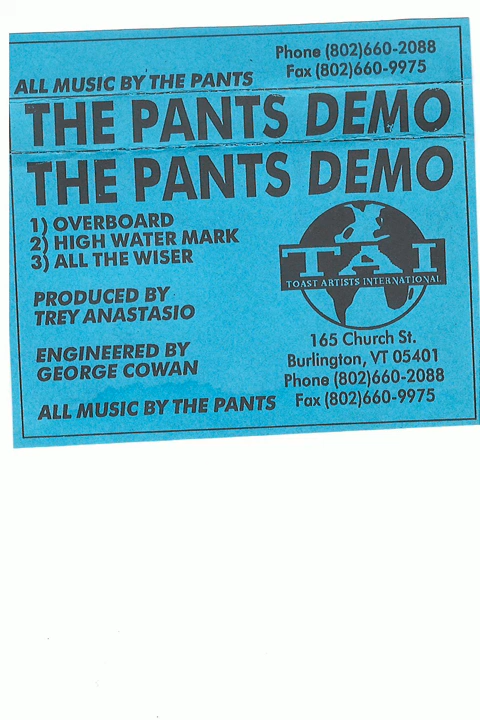 Phone (802)660-2088
Fax (802)660-9975
ALL MUSIC BY THE PANTS
THE PANTS DEMO
THE PANTS DEMO
1) OVERBOARD
2) HIGH WATER MARK
3) ALL THE WISER
PRODUCED BY
TREY ANASTASIO
ENGINEERED BY
GEORGE COWAN
ALL MUSIC BY THE PANTS
TAI
TOAST ARTISTS INTERNATIONAL
165 Church St.
Burlington, VT 05401
Phone (802)660-2088
Fax (802)660-9975